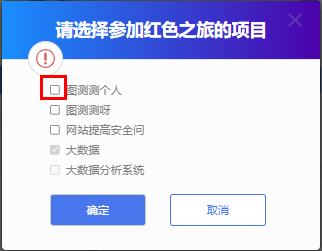 请选择参加红色之旅的项目
图测测个人
图测测呀
网站提高安全问
大数据
大数据分析系统
确定
取消